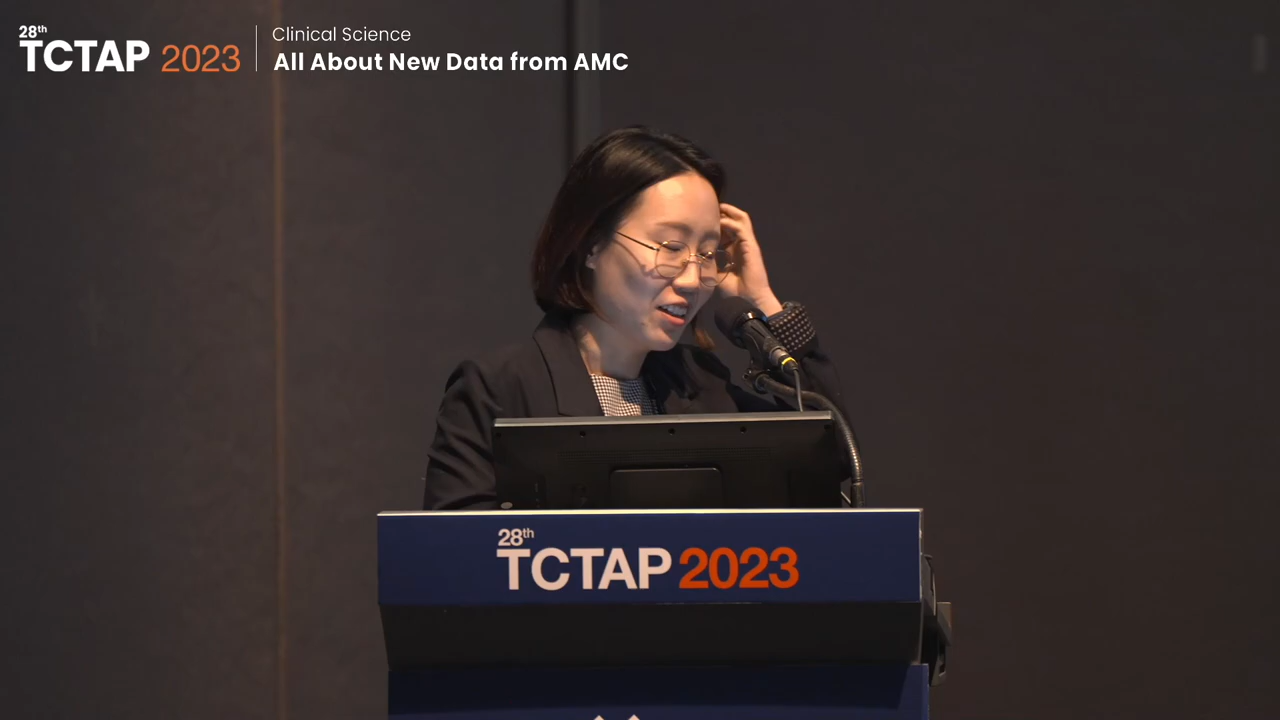 28th
TCTAP 2023
Clinical Science
All About New Data from AMC
28th
TCTAP 2023